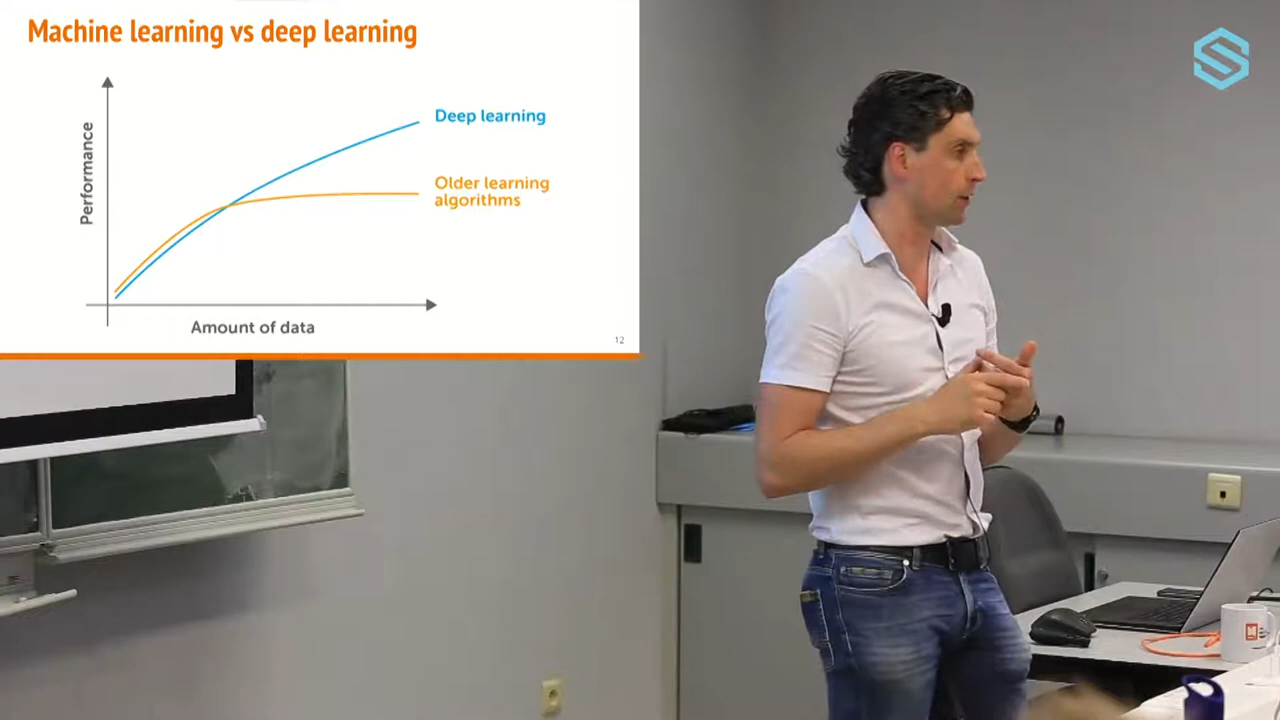 Machine learning vs deep learning
Performance
Deep learning
Older learning
algorithms
Amount of data
12